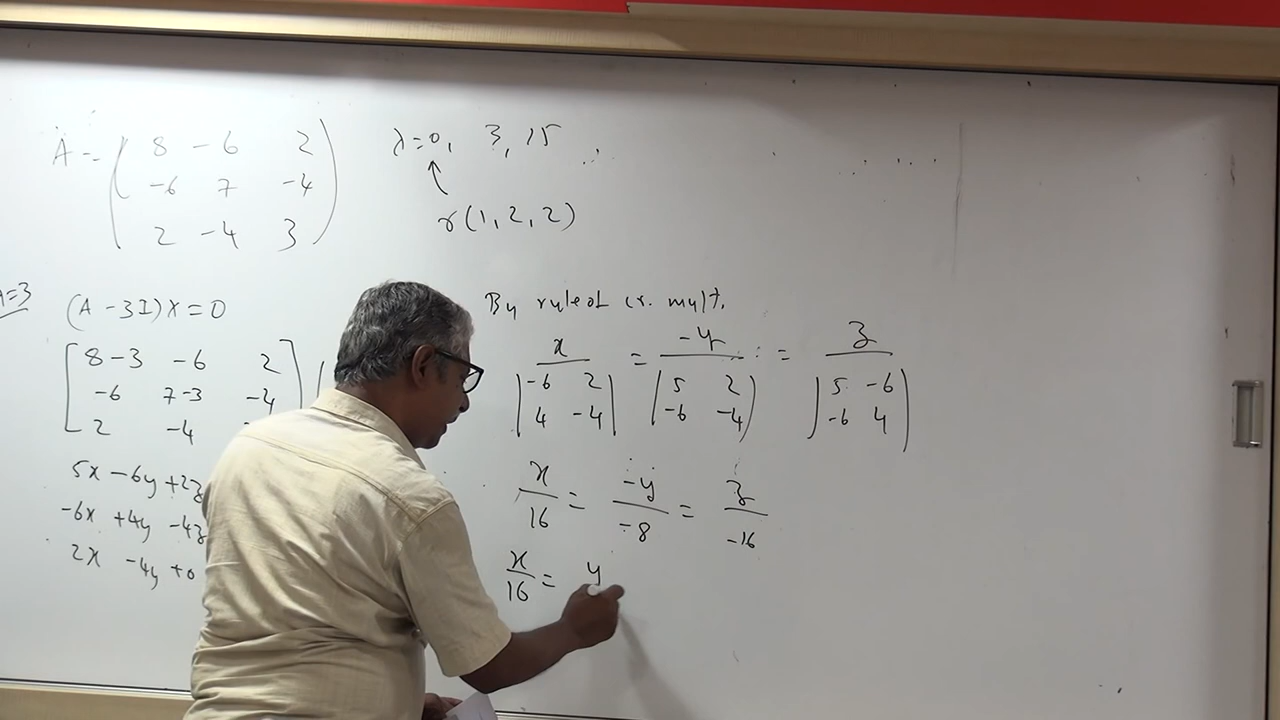 A = ( 8 -6 2
-6 7 -4
2 -4 3 )
λ=0, 3, 15
r(1, 2, 2)
λ=3
(A - 3I) X = 0
[ 8-3 -6 2 ]
-6 7-3 -4
2 -4
5x - 6y + 2z
-6x + 4y - 4z
2x - 4y + 0
By rule of cr. mult.
x / | -6 2 4 -4 | = -y / | 5 2 -6 -4 | = z / | 5 -6 -6 4 |
x/16 = -y/-8 = z/-16
x/16 = y